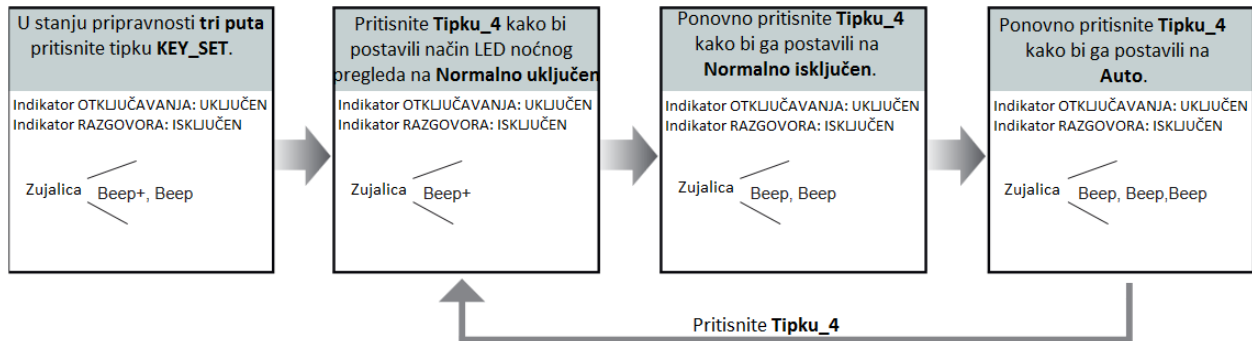 U stanju pripravnosti tri puta
pritisnite tipku KEY_SET.
Indikator OTKLJUČAVANJA: UKLJUČEN
Indikator RAZGOVORA: ISKLJUČEN
Zujalica
Beep+, Beep
Pritisnite Tipku_4 kako bi
postavili način LED noćnog
pregleda na Normalno uključen
Indikator OTKLJUČAVANJA: UKLJUČEN
Indikator RAZGOVORA: ISKLJUČEN
Zujalica
Beep+
Ponovno pritisnite Tipku_4
kako bi ga postavili na
Normalno isključen.
Indikator OTKLJUČAVANJA: UKLJUČEN
Indikator RAZGOVORA: ISKLJUČEN
Zujalica
Beep, Beep
Ponovno pritisnite Tipku_4
kako bi ga postavili na
Auto.
Indikator OTKLJUČAVANJA: UKLJUČEN
Indikator RAZGOVORA: ISKLJUČEN
Zujalica
Beep, Beep,Beep
Pritisnite Tipku_4